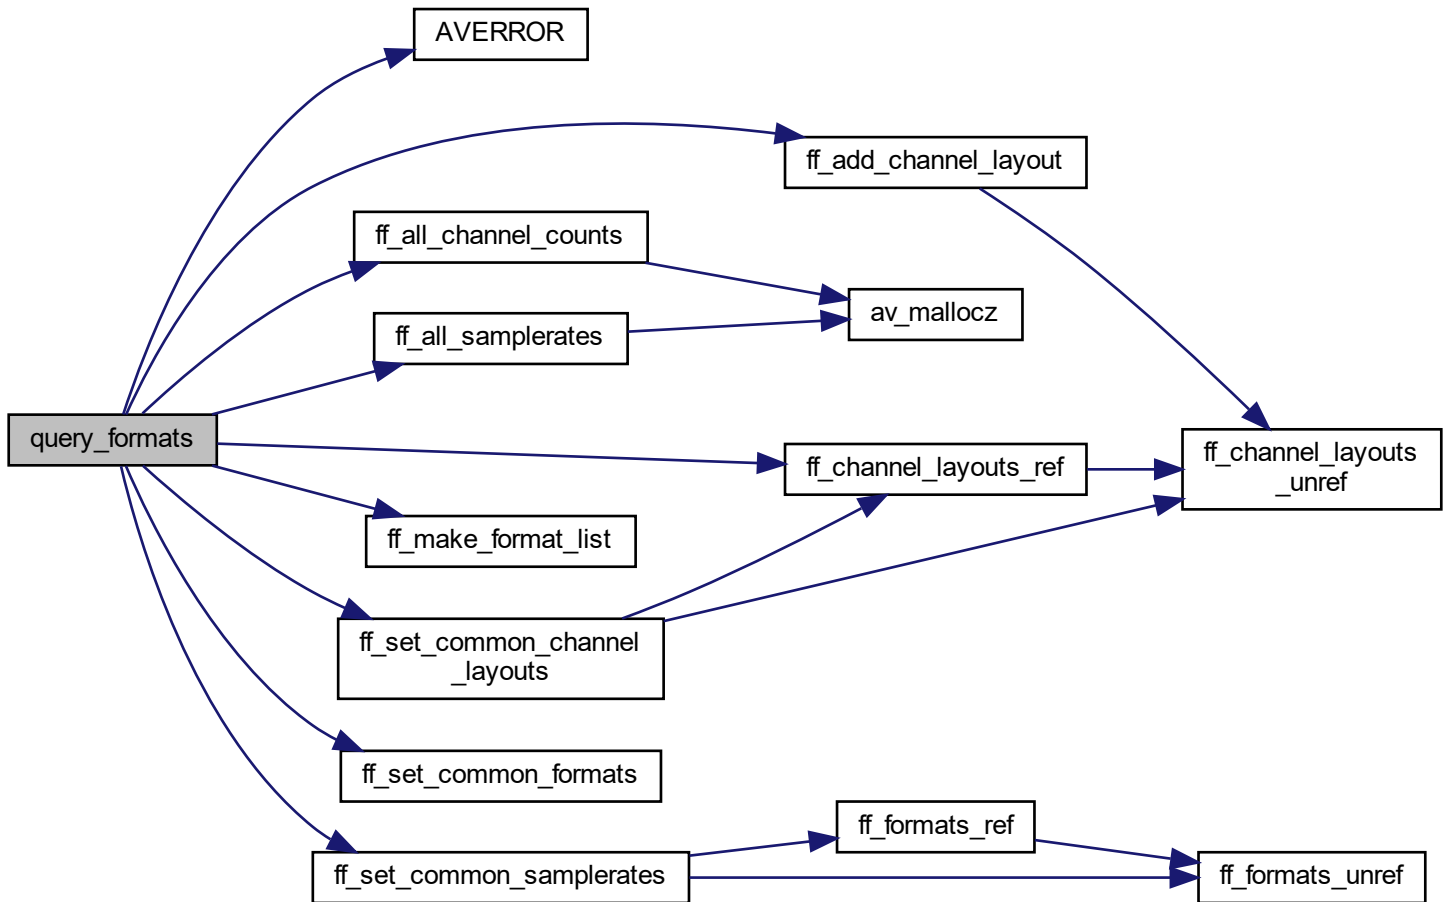 AVERROR
ff_add_channel_layout
ff_all_channel_counts
av_mallocz
ff_all_samplerates
query_formats
ff_channel_layouts_ref
ff_channel_layouts
_unref
ff_make_format_list
ff_set_common_channel
_layouts
ff_set_common_formats
ff_formats_ref
ff_set_common_samplerates
ff_formats_unref